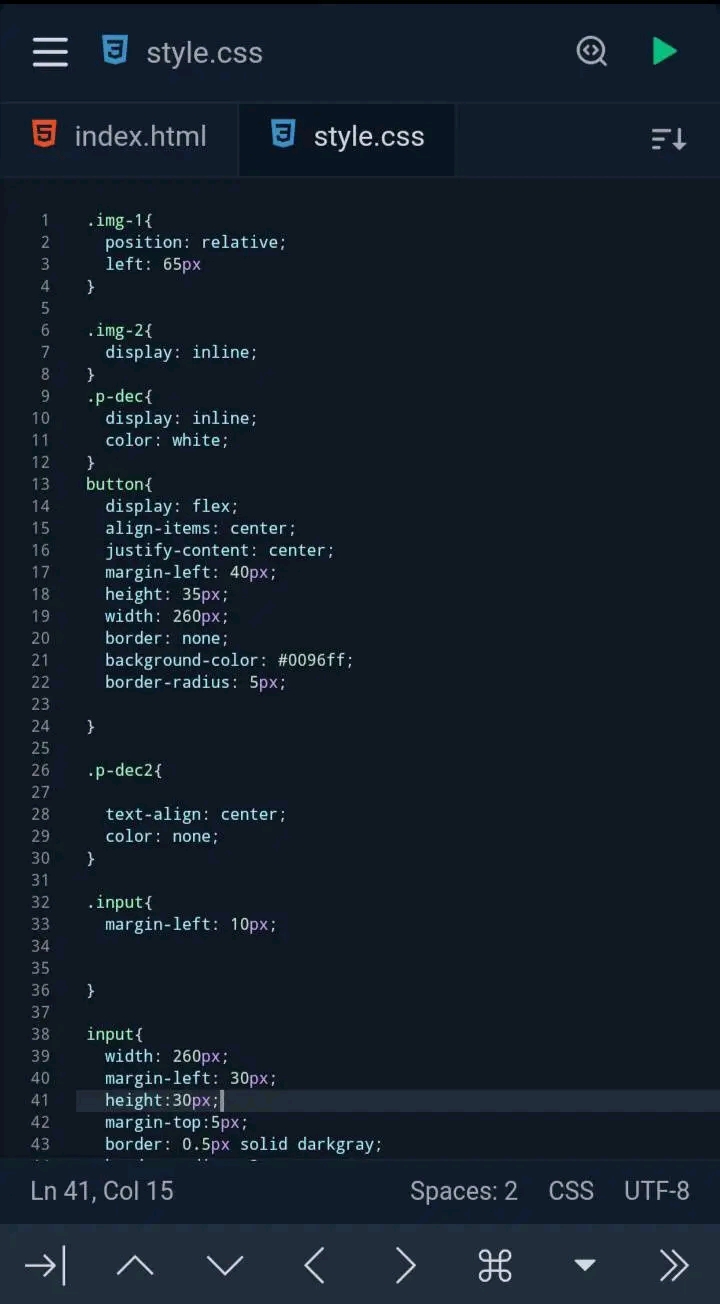 style.css
index.html
style.css
1 .img-1{
2 position: relative;
3 left: 65px
4 }
5
6 .img-2{
7 display: inline;
8 }
9 .p-dec{
10 display: inline;
11 color: white;
12 }
13 button{
14 display: flex;
15 align-items: center;
16 justify-content: center;
17 margin-left: 40px;
18 height: 35px;
19 width: 260px;
20 border: none;
21 background-color: #0096ff;
22 border-radius: 5px;
23
24 }
25
26 .p-dec2{
27
28 text-align: center;
29 color: none;
30 }
31
32 .input{
33 margin-left: 10px;
34
35
36 }
37
38 input{
39 width: 260px;
40 margin-left: 30px;
41 height:30px;
42 margin-top:5px;
43 border: 0.5px solid darkgray;
Ln 41, Col 15 Spaces: 2 CSS UTF-8